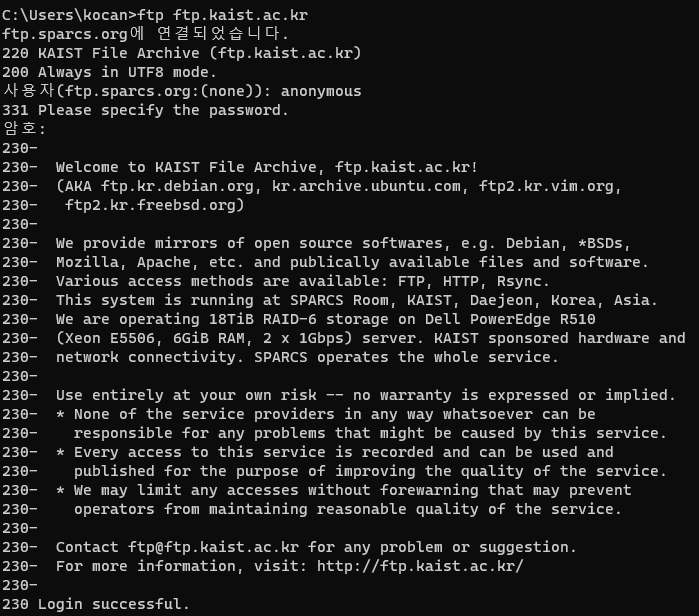 C:\Users\kocan>ftp ftp.kaist.ac.kr
ftp.sparcs.org에 연결되었습니다.
220 KAIST File Archive (ftp.kaist.ac.kr)
200 Always in UTF8 mode.
사용자(ftp.sparcs.org:(none)): anonymous
331 Please specify the password.
암호:
230-
230-  Welcome to KAIST File Archive, ftp.kaist.ac.kr!
230-  (AKA ftp.kr.debian.org, kr.archive.ubuntu.com, ftp2.kr.vim.org,
230-   ftp2.kr.freebsd.org)
230-
230-  We provide mirrors of open source softwares, e.g. Debian, *BSDs,
230-  Mozilla, Apache, etc. and publically available files and software.
230-  Various access methods are available: FTP, HTTP, Rsync.
230-  This system is running at SPARCS Room, KAIST, Daejeon, Korea, Asia.
230-  We are operating 18TiB RAID-6 storage on Dell PowerEdge R510
230-  (Xeon E5506, 6GiB RAM, 2 x 1Gbps) server. KAIST sponsored hardware and
230-  network connectivity. SPARCS operates the whole service.
230-
230-  Use entirely at your own risk -- no warranty is expressed or implied.
230-  * None of the service providers in any way whatsoever can be
230-    responsible for any problems that might be caused by this service.
230-  * Every access to this service is recorded and can be used and
230-    published for the purpose of improving the quality of the service.
230-  * We may limit any accesses without forewarning that may prevent
230-    operators from maintaining reasonable quality of the service.
230-
230-  Contact ftp@ftp.kaist.ac.kr for any problem or suggestion.
230-  For more information, visit: http://ftp.kaist.ac.kr/
230-
230 Login successful.